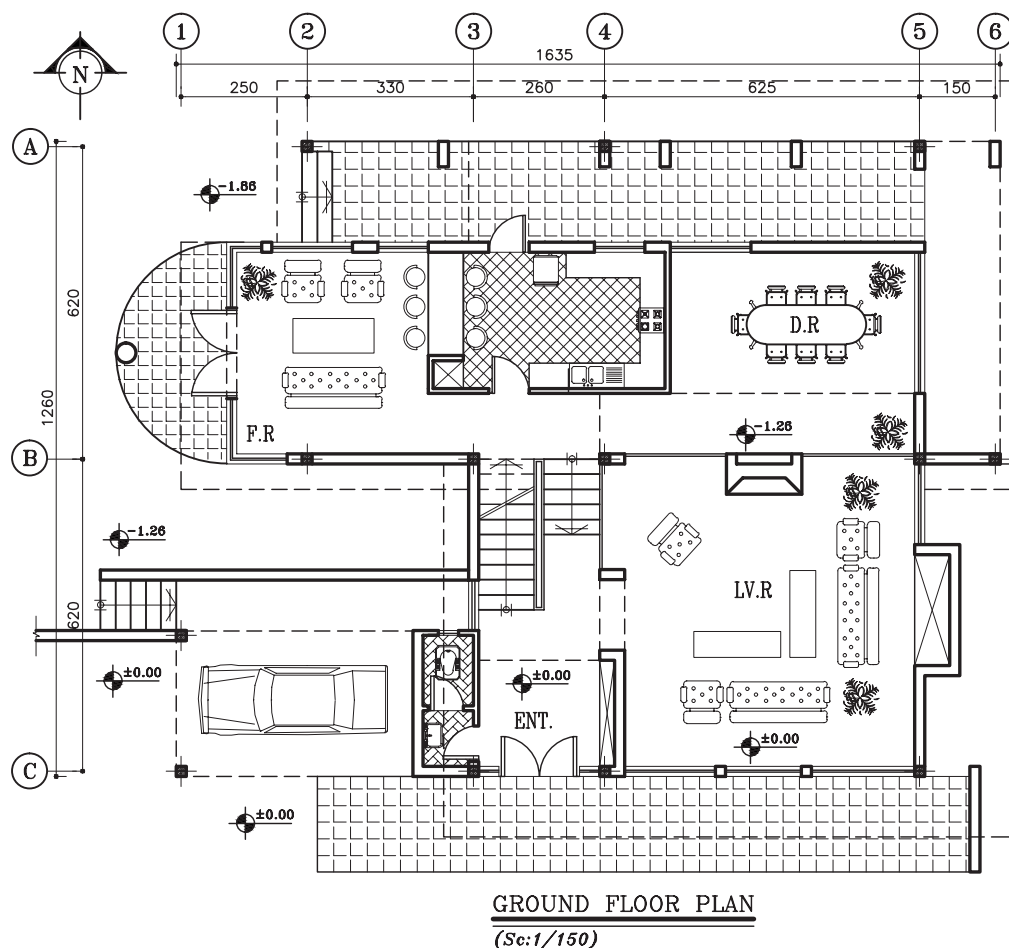 1 2 3 4 5 6
1635
N
250 330 260 625 150
A
-1.86
620
D.R
1260
F.R
-1.26
B
-1.26
LV.R
620
±0.00
±0.00
ENT.
±0.00
C
±0.00
GROUND FLOOR PLAN
(Sc:1/150)